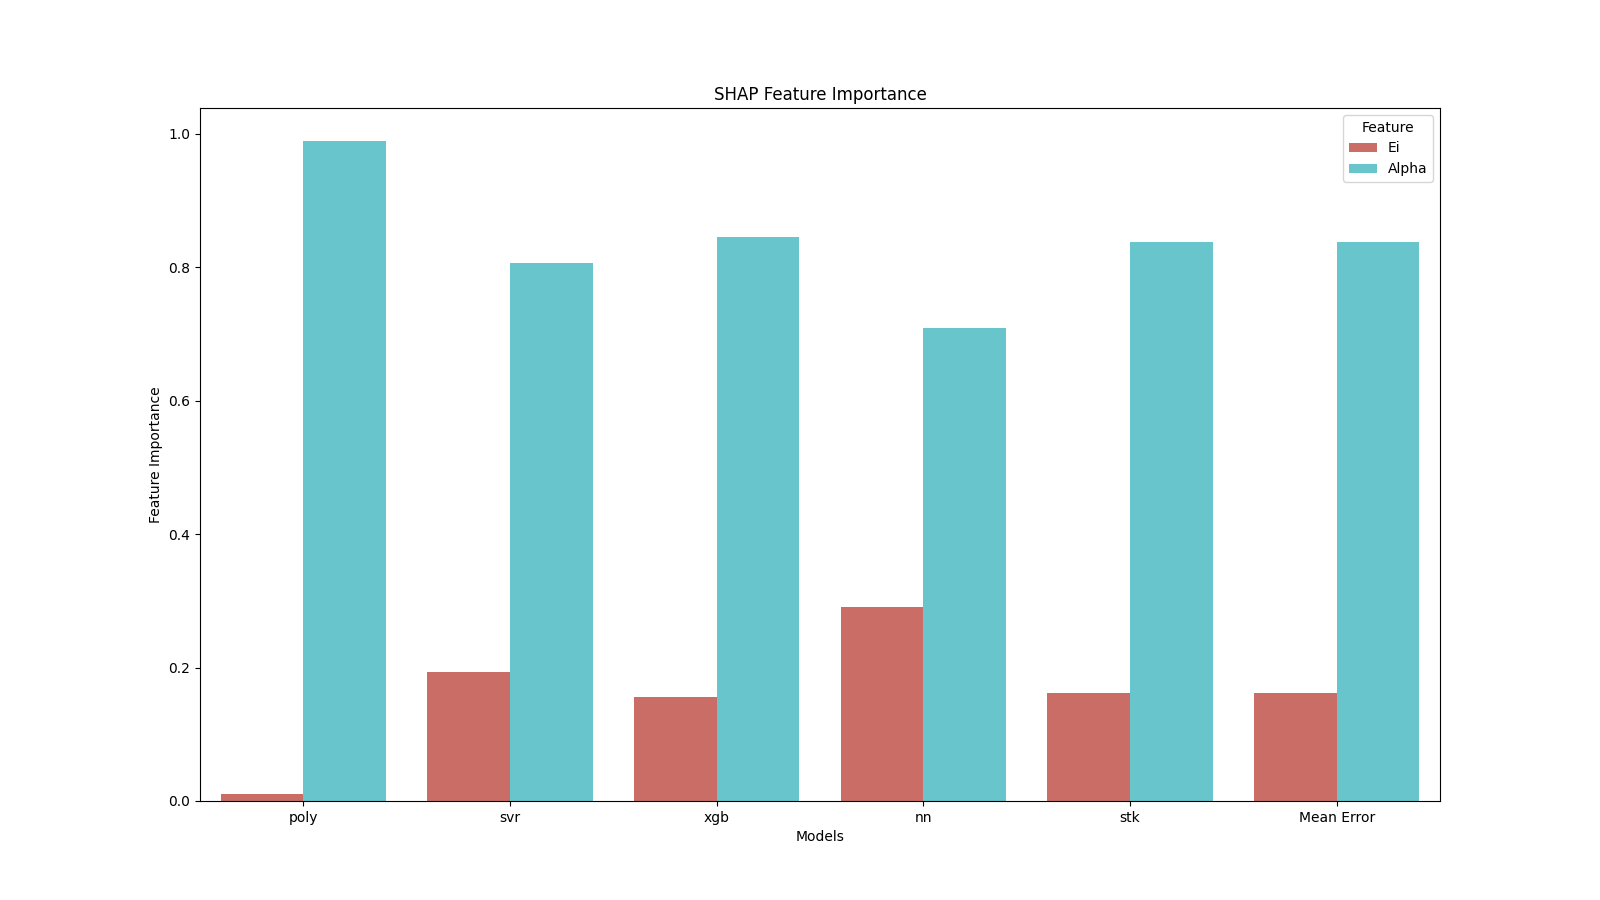 SHAP Feature Importance
Feature
Ei
Alpha
Feature Importance
1.0
0.8
0.6
0.4
0.2
0.0
poly svr xgb nn stk Mean Error
Models